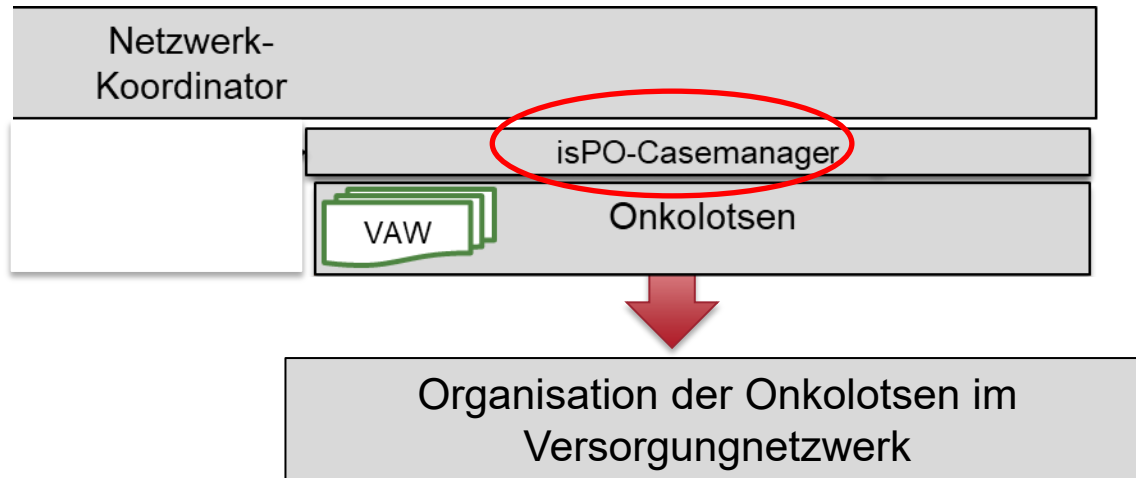 Netzwerk-
Koordinator
isPO-Casemanager
VAW
Onkolotsen
Organisation der Onkolotsen im
Versorgungnetzwerk